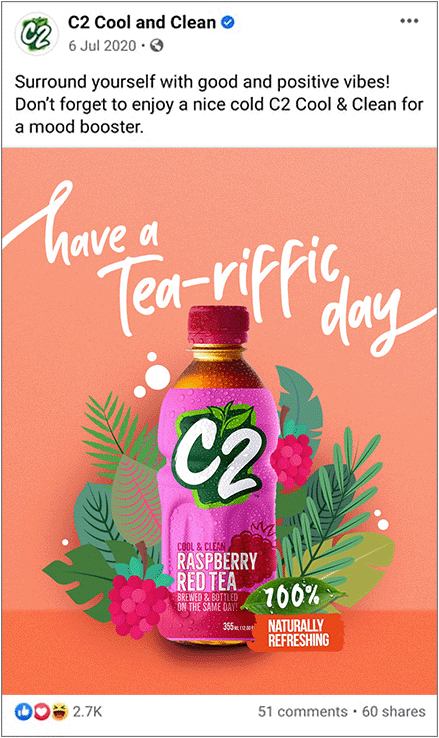 C2
C2 Cool and Clean
6 Jul 2020
Surround yourself with good and positive vibes!
Don't forget to enjoy a nice cold C2 Cool & Clean for
a mood booster.
have a
Tea-riffic
day
C2
COOL & CLEAN
RASPBERRY
RED TEA
BREWED & BOTTLED
ON THE SAME DAY!
355
100%
NATURALLY
REFRESHING
2.7K
51 comments • 60 shares